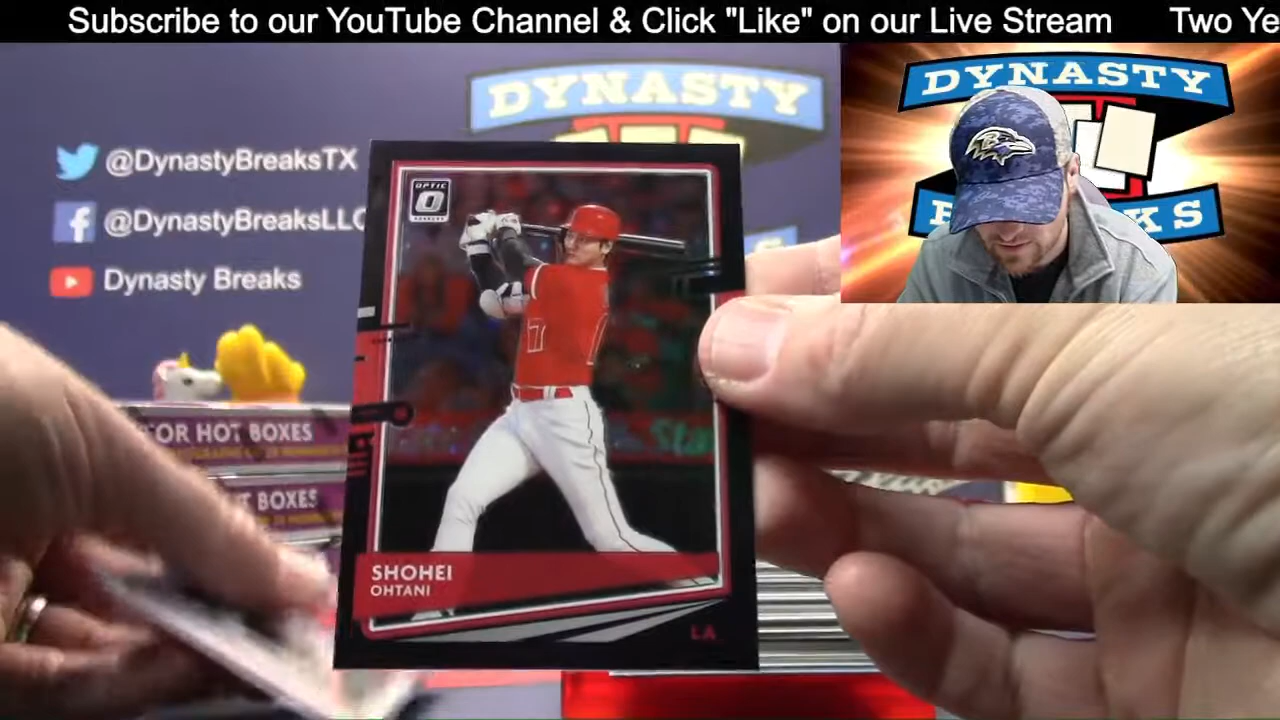 Subscribe to our YouTube Channel & Click "Like" on our Live Stream Two Ye
DYNASTY
DYNASTY
@DynastyBreaksTX
@DynastyBreaksLLC
Dynasty Breaks
OPTIC
SHOHEI
OHTANI
LA
OR HOT BOXES
T BOXES